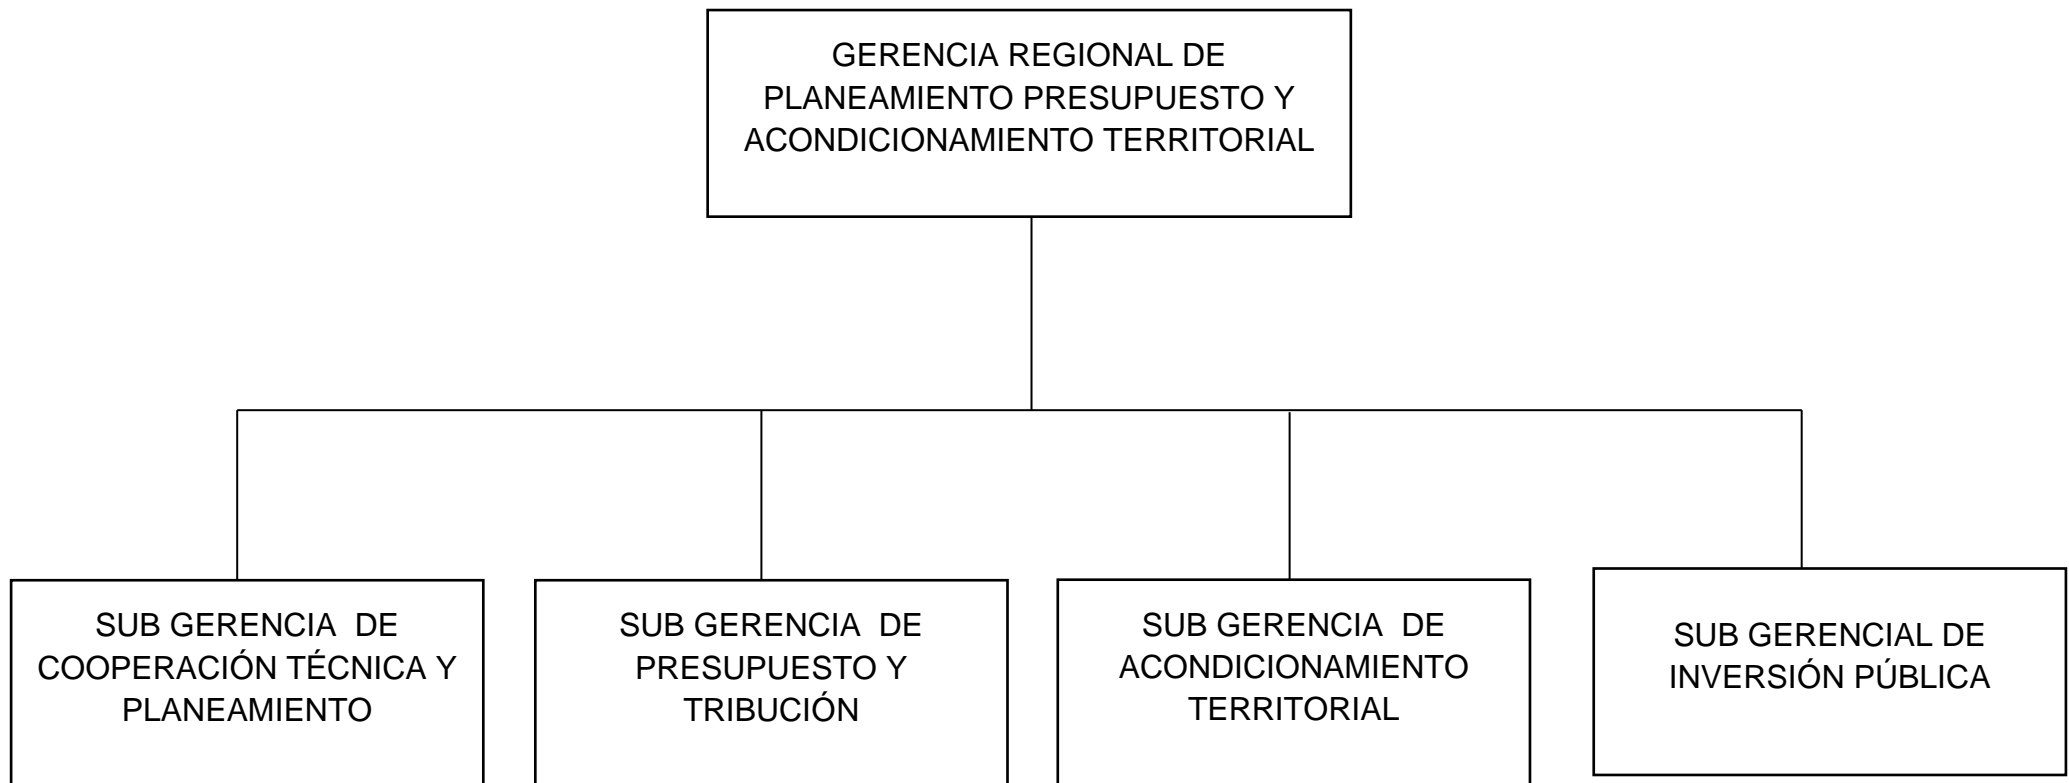 GERENCIA REGIONAL DE
PLANEAMIENTO PRESUPUESTO Y
ACONDICIONAMIENTO TERRITORIAL
SUB GERENCIA  DE
COOPERACIÓN TÉCNICA Y
PLANEAMIENTO
SUB GERENCIA  DE
PRESUPUESTO Y
TRIBUCIÓN
SUB GERENCIA  DE
ACONDICIONAMIENTO
TERRITORIAL
SUB GERENCIAL DE
INVERSIÓN PÚBLICA